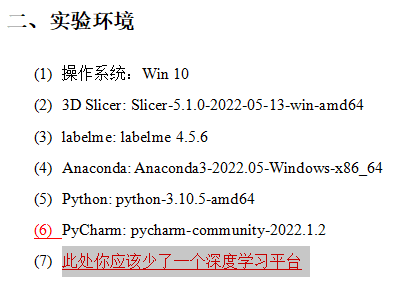 二、实验环境
(1) 操作系统：Win 10
(2) 3D Slicer: Slicer-5.1.0-2022-05-13-win-amd64
(3) labelme: labelme 4.5.6
(4) Anaconda: Anaconda3-2022.05-Windows-x86_64
(5) Python: python-3.10.5-amd64
(6) PyCharm: pycharm-community-2022.1.2
(7) 此处你应该少了一个深度学习平台